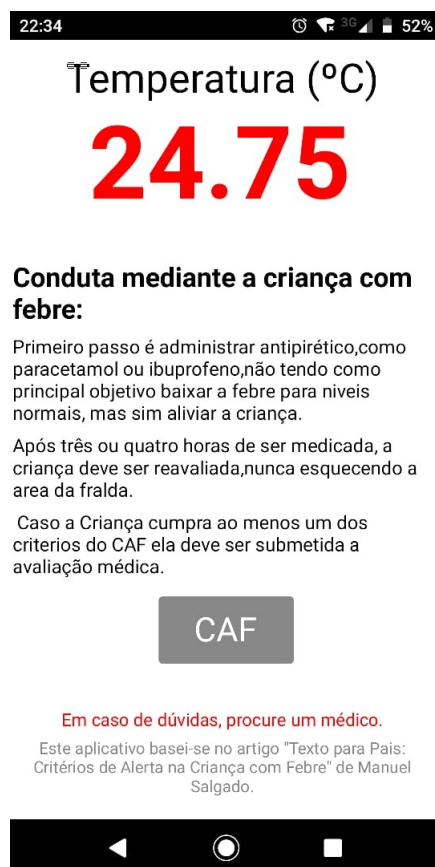 22:34 3G 52%
Temperatura (ºC)
24.75
Conduta mediante a criança com
febre:
Primeiro passo é administrar antipirético,como
paracetamol ou ibuprofeno,não tendo como
principal objetivo baixar a febre para niveis
normais, mas sim aliviar a criança.
Após três ou quatro horas de ser medicada, a
criança deve ser reavaliada,nunca esquecendo a
area da fralda.
Caso a Criança cumpra ao menos um dos
criterios do CAF ela deve ser submetida a
avaliação médica.
CAF
Em caso de dúvidas, procure um médico.
Este aplicativo basei-se no artigo "Texto para Pais:
Critérios de Alerta na Criança com Febre" de Manuel
Salgado.